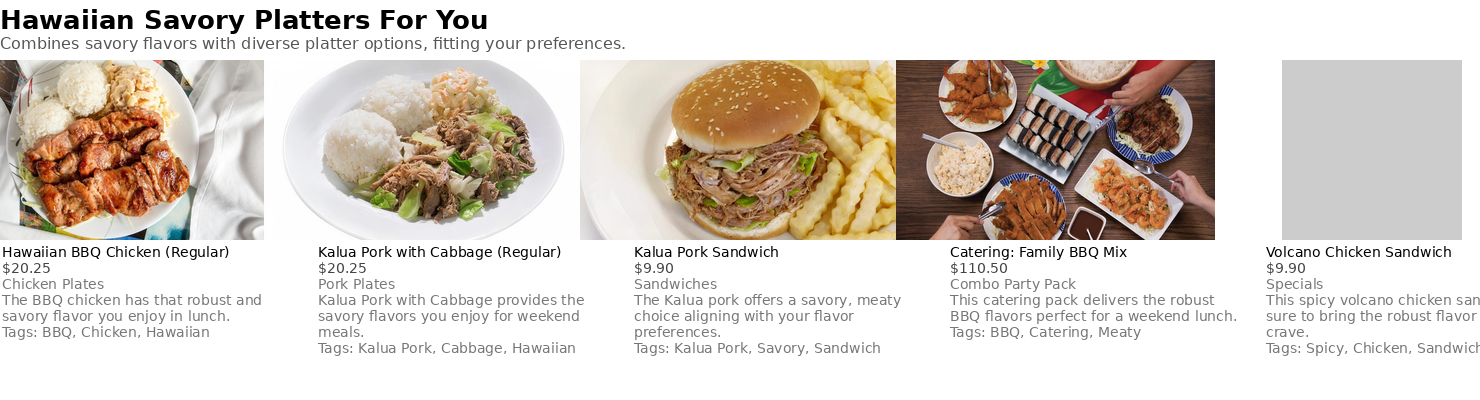 Hawaiian Savory Platters For You
Combines savory flavors with diverse platter options, fitting your preferences.
Hawaiian BBQ Chicken (Regular)
$20.25
Chicken Plates
The BBQ chicken has that robust and
savory flavor you enjoy in lunch.
Tags: BBQ, Chicken, Hawaiian
Kalua Pork with Cabbage (Regular)
$20.25
Pork Plates
Kalua Pork with Cabbage provides the
savory flavors you enjoy for weekend
meals.
Tags: Kalua Pork, Cabbage, Hawaiian
Kalua Pork Sandwich
$9.90
Sandwiches
The Kalua pork offers a savory, meaty
choice aligning with your flavor
preferences.
Tags: Kalua Pork, Savory, Sandwich
Catering: Family BBQ Mix
$110.50
Combo Party Pack
This catering pack delivers the robust
BBQ flavors perfect for a weekend lunch.
Tags: BBQ, Catering, Meaty
Volcano Chicken Sandwich
$9.90
Specials
This spicy volcano chicken san
sure to bring the robust flavor
crave.
Tags: Spicy, Chicken, Sandwich